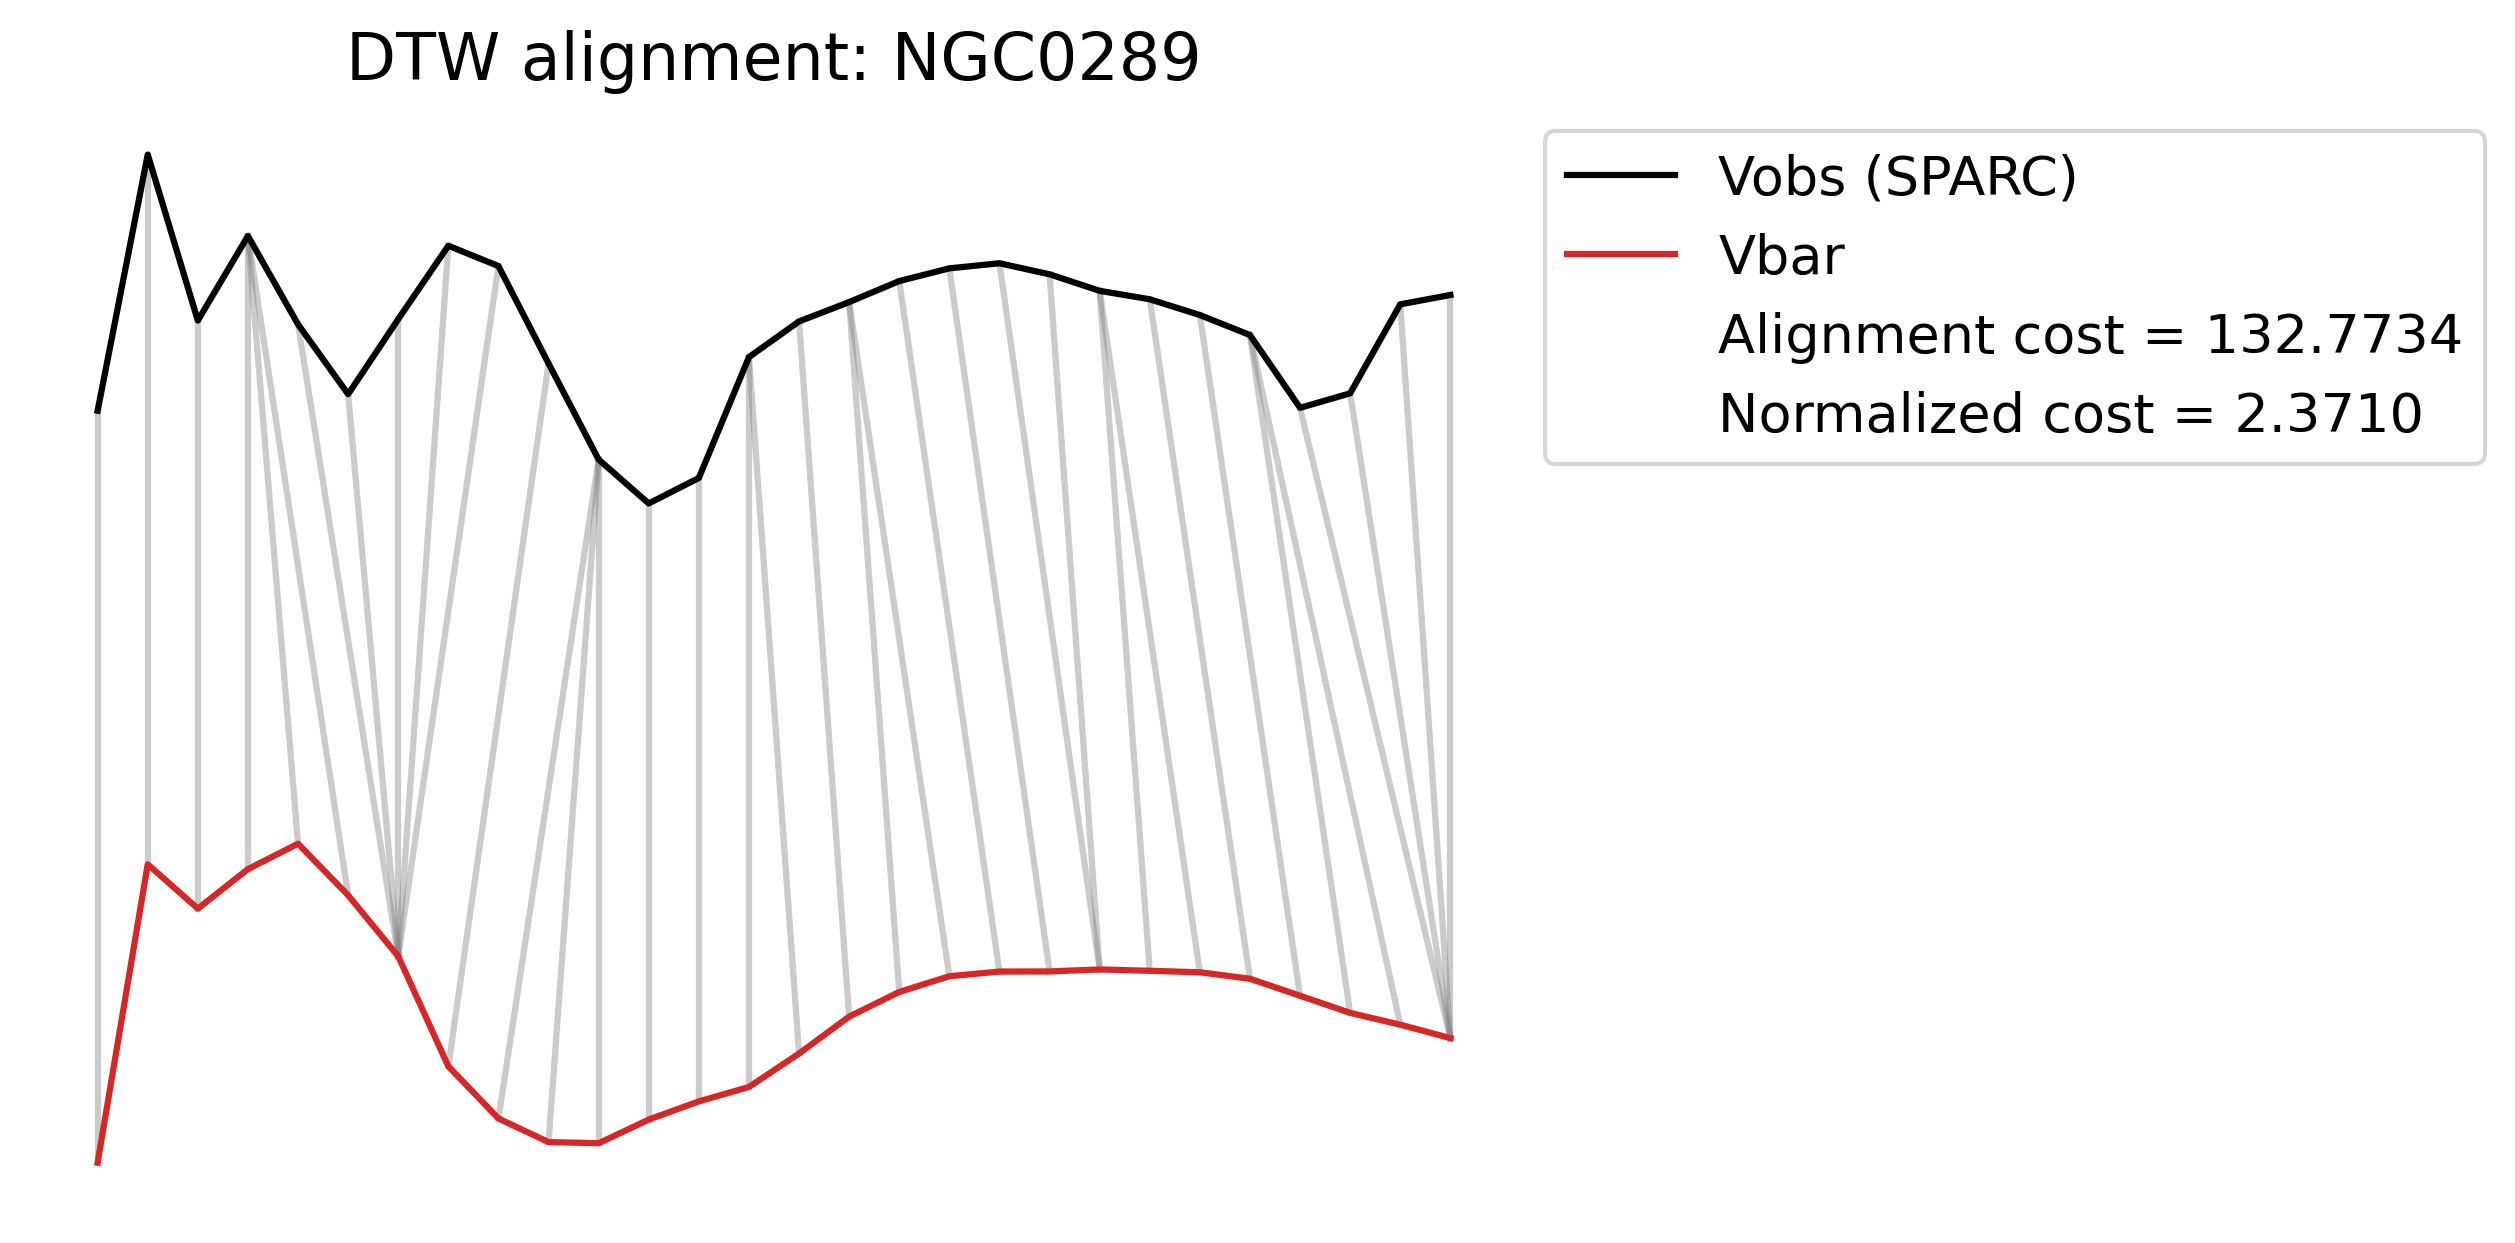 DTW alignment: NGC0289
Vobs (SPARC)
Vbar
Alignment cost = 132.7734
Normalized cost = 2.3710